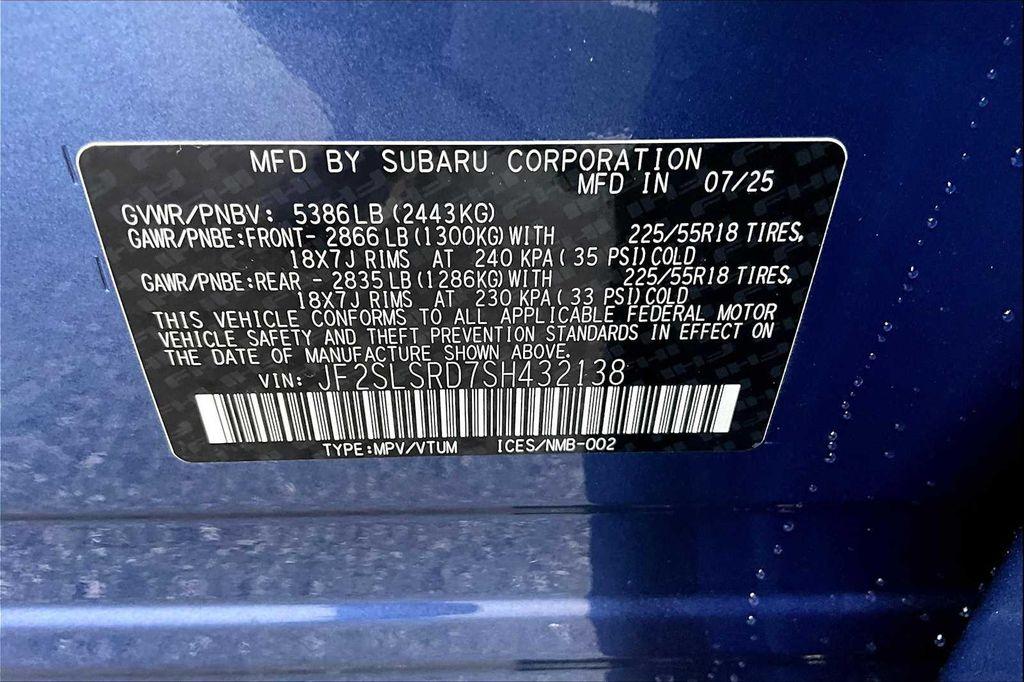 MFD BY SUBARU CORPORATION
MFD IN 07/25
GVWR/PNBV: 5386LB (2443KG)
GAWR/PNBE:FRONT- 2866 LB (1300KG) WITH 225/55R18 TIRES,
18X7J RIMS AT 240 KPA ( 35 PSI) COLD
GAWR/PNBE:REAR - 2835 LB (1286KG) WITH 225/55R18 TIRES,
18X7J RIMS AT 230 KPA ( 33 PSI) COLD
THIS VEHICLE CONFORMS TO ALL APPLICABLE FEDERAL MOTOR
VEHICLE SAFETY AND THEFT PREVENTION STANDARDS IN EFFECT ON
THE DATE OF MANUFACTURE SHOWN ABOVE.
VIN: JF2SLSRD7SH432138
TYPE:MPV/VTUM ICES/NMB-002